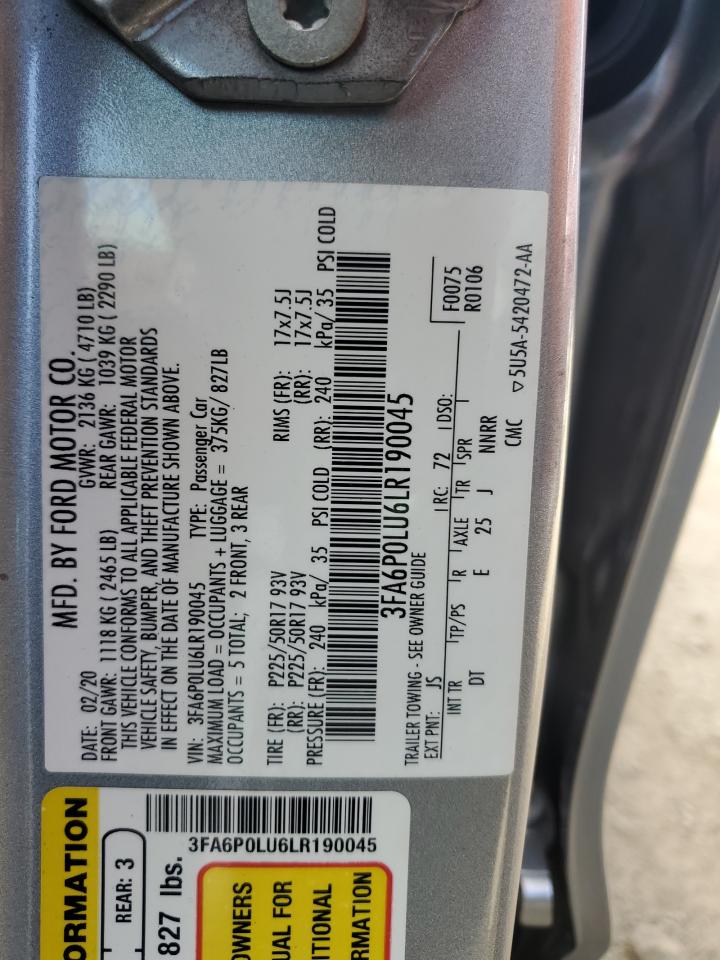 MFD. BY FORD MOTOR CO.
DATE: 02/20 GVWR: 2136 KG ( 4710 LB)
FRONT GAWR: 1118 KG ( 2465 LB) REAR GAWR: 1039 KG ( 2290 LB)
THIS VEHICLE CONFORMS TO ALL APPLICABLE FEDERAL MOTOR
VEHICLE SAFETY, BUMPER, AND THEFT PREVENTION STANDARDS
IN EFFECT ON THE DATE OF MANUFACTURE SHOWN ABOVE.
VIN: 3FA6P0LU6LR190045 TYPE: Passenger Car
MAXIMUM LOAD = OCCUPANTS + LUGGAGE = 375KG/ 827LB
OCCUPANTS = 5 TOTAL; 2 FRONT, 3 REAR
TIRE (FR): P225/50R17 93V RIMS (FR): 17x7.5J
(RR): P225/50R17 93V (RR): 17x7.5J
PRESSURE (FR): 240 kPa/ 35 PSI COLD (RR): 240 kPa/ 35 PSI COLD
3FA6P0LU6LR190045
TRAILER TOWING - SEE OWNER GUIDE
EXT PNT: JS RC: 72 DSO: F0075
R0106
INT TR TP/PS R AXLE TR SPR
DT E 25 J NNRR
CMC ▽5U5A-5420472-AA
3FA6P0LU6LR190045
ORMATION
REAR: 3
827 lbs.
OWNERS
UAL FOR
ITIONAL
RMATION